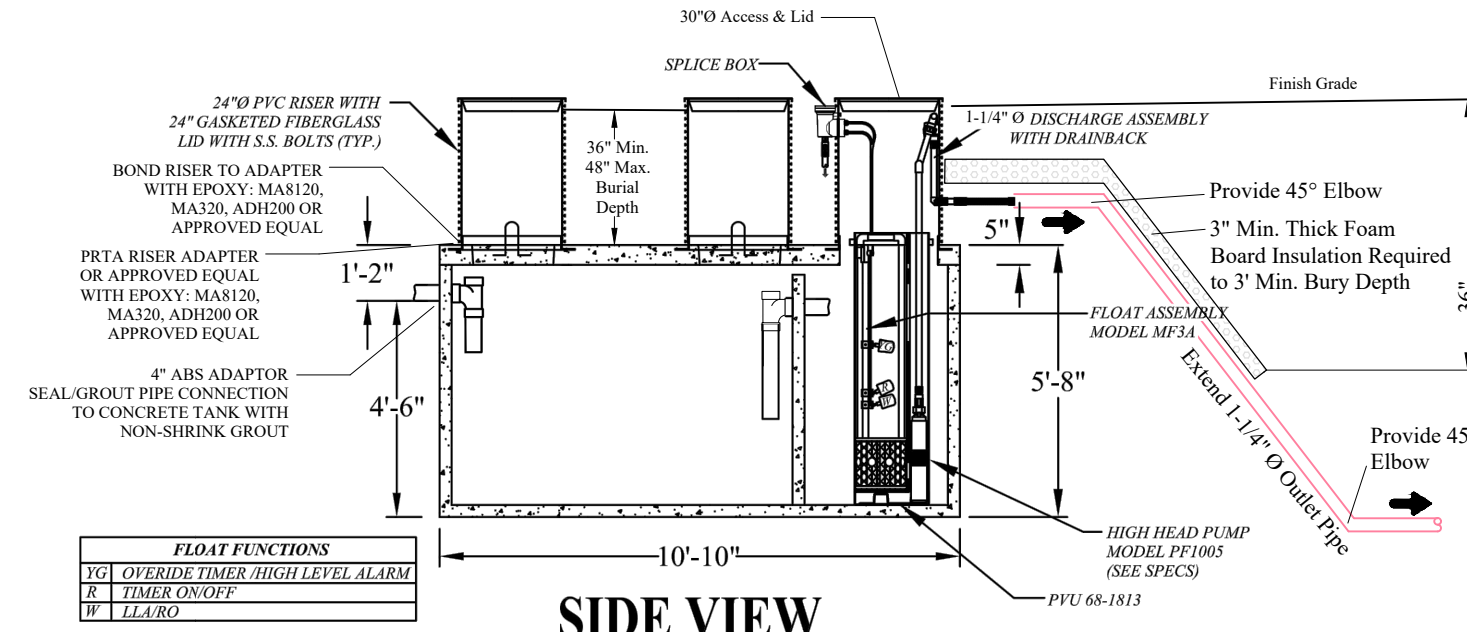 30"Ø Access & Lid
SPLICE BOX
Finish Grade
24"Ø PVC RISER WITH
24" GASKETED FIBERGLASS
LID WITH S.S. BOLTS (TYP.)
1-1/4" Ø DISCHARGE ASSEMBLY
WITH DRAINBACK
36" Min.
48" Max.
Burial
Depth
BOND RISER TO ADAPTER
WITH EPOXY: MA8120,
MA320, ADH200 OR
APPROVED EQUAL
Provide 45° Elbow
5"
3" Min. Thick Foam
Board Insulation Required
to 3' Min. Bury Depth
PRTA RISER ADAPTER
OR APPROVED EQUAL
WITH EPOXY: MA8120,
MA320, ADH200 OR
APPROVED EQUAL
1'-2"
36"
FLOAT ASSEMBLY
MODEL MF3A
YG
R
W
4" ABS ADAPTOR
SEAL/GROUT PIPE CONNECTION
TO CONCRETE TANK WITH
NON-SHRINK GROUT
4'-6"
5'-8"
Extend 1-1/4" Ø Outlet Pipe
Provide 45
Elbow
HIGH HEAD PUMP
MODEL PF1005
(SEE SPECS)
10'-10"
PVU 68-1813
FLOAT FUNCTIONS
YG OVERIDE TIMER /HIGH LEVEL ALARM
R TIMER ON/OFF
W LLA/RO
SIDE VIEW